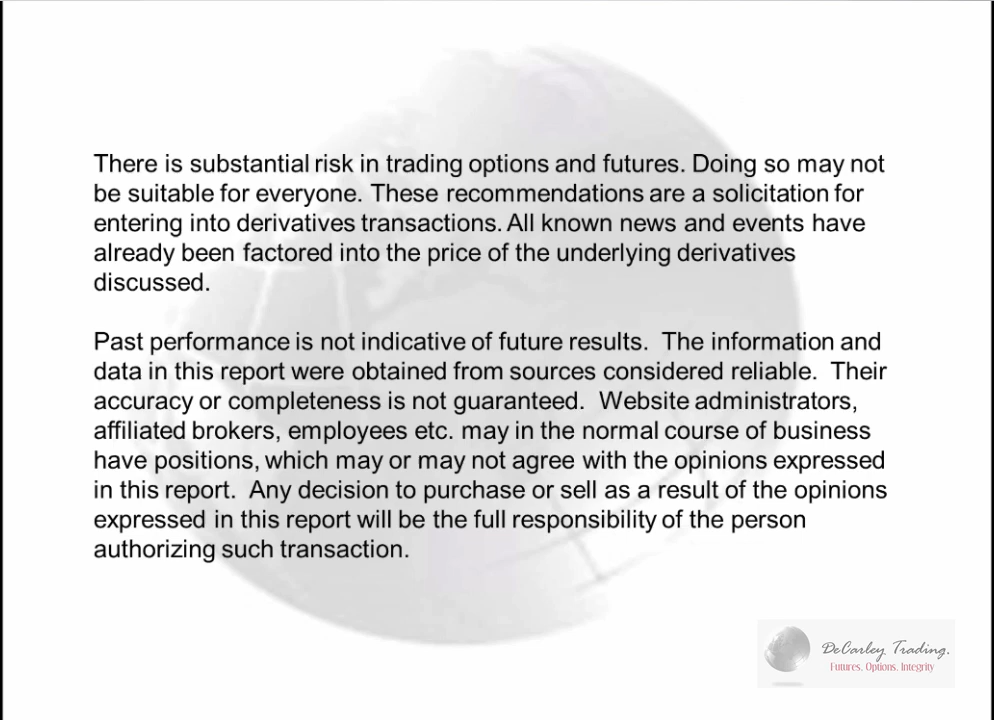 There is substantial risk in trading options and futures. Doing so may not
be suitable for everyone. These recommendations are a solicitation for
entering into derivatives transactions. All known news and events have
already been factored into the price of the underlying derivatives
discussed.
Past performance is not indicative of future results. The information and
data in this report were obtained from sources considered reliable. Their
accuracy or completeness is not guaranteed. Website administrators,
affiliated brokers, employees etc. may in the normal course of business
have positions, which may or may not agree with the opinions expressed
in this report. Any decision to purchase or sell as a result of the opinions
expressed in this report will be the full responsibility of the person
authorizing such transaction.
DeCarley Trading.
Futures. Options. Integrity